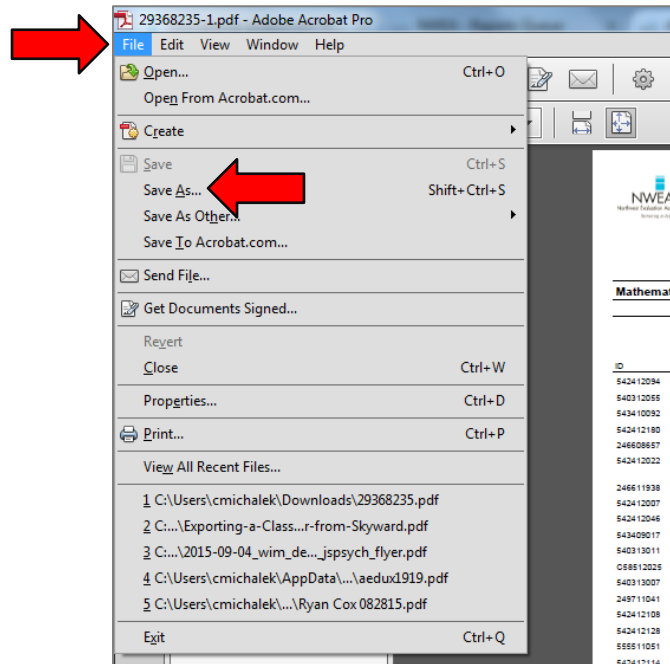 29368235-1.pdf - Adobe Acrobat Pro
File Edit View Window Help
Open... Ctrl+O
Open From Acrobat.com...
Create
Save Ctrl+S
Save As... Shift+Ctrl+S
Save As Other...
Save To Acrobat.com...
Send File...
Get Documents Signed...
Revert
Close Ctrl+W
Properties... Ctrl+D
Print... Ctrl+P
View All Recent Files...
1 C:\Users\cmichalek\Downloads\29368235.pdf
2 C:...\Exporting-a-Class...r-from-Skyward.pdf
3 C:...\2015-09-04_wim_de..._jspsych_flyer.pdf
4 C:\Users\cmichalek\AppData\...\aedux1919.pdf
5 C:\Users\cmichalek\...\Ryan Cox 082815.pdf
Exit Ctrl+Q
NWEA
Mathemat
ID
542412094
540312055
543410092
542412180
246608657
542412022
246611938
542412007
542412046
543409017
540313011
G58512025
540313007
249711041
542412108
542412128
555511051
542412114